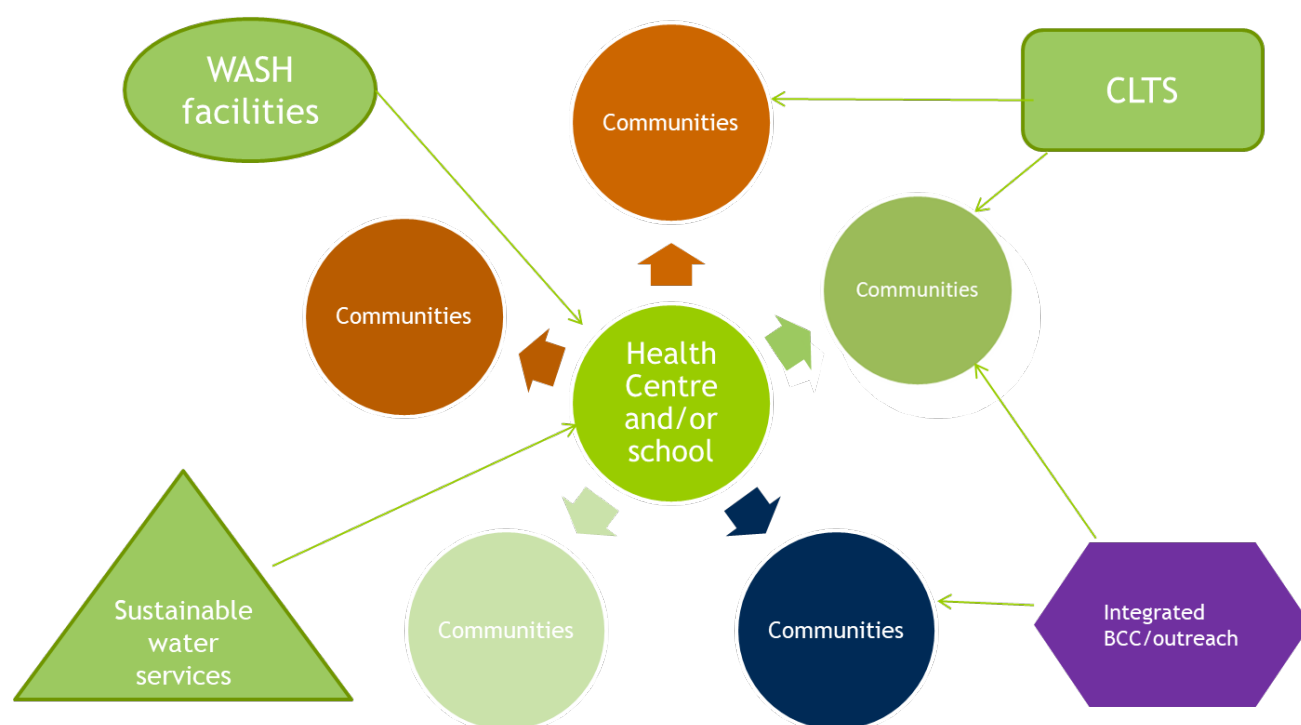 WASH
facilities
CLTS
Communities
Communities
Communities
Health
Centre
and/or
school
Sustainable
water
services
Communities
Communities
Integrated
BCC/outreach